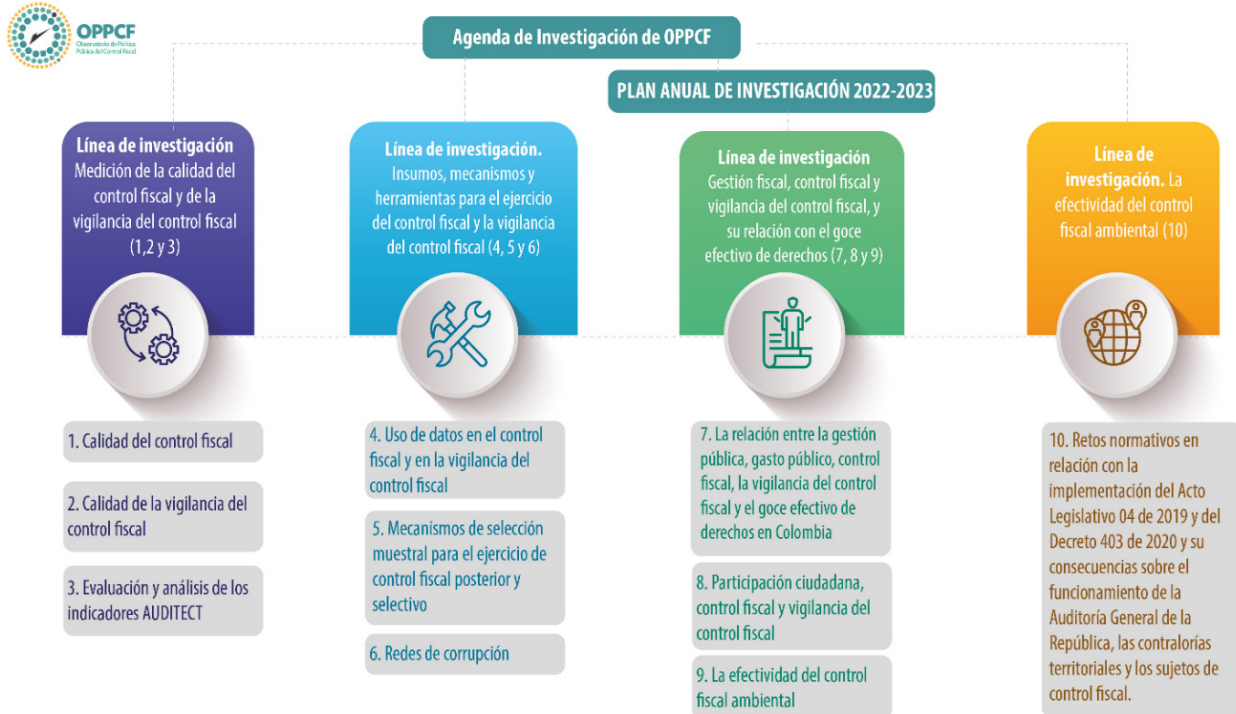 OPPCF
Observatorio de Política
Pública del Control Fiscal
Agenda de Investigación de OPPCF
PLAN ANUAL DE INVESTIGACIÓN 2022-2023
Línea de investigación
Medición de la calidad del
control fiscal y de la
vigilancia del control fiscal
(1,2 y 3)
1. Calidad del control fiscal
2. Calidad de la vigilancia del
control fiscal
3. Evaluación y análisis de los
indicadores AUDITECT
Línea de investigación.
Insumos, mecanismos y
herramientas para el ejercicio
del control fiscal y la vigilancia
del control fiscal (4, 5 y 6)
4. Uso de datos en el control
fiscal y en la vigilancia del
control fiscal
5. Mecanismos de selección
muestral para el ejercicio de
control fiscal posterior y
selectivo
6. Redes de corrupción
Línea de investigación
Gestión fiscal, control fiscal y
vigilancia del control fiscal, y
su relación con el goce
efectivo de derechos (7, 8 y 9)
7. La relación entre la gestión
pública, gasto público, control
fiscal, la vigilancia del control
fiscal y el goce efectivo de
derechos en Colombia
8. Participación ciudadana,
control fiscal y vigilancia del
control fiscal
9. La efectividad del control
fiscal ambiental
Línea de
investigación. La
efectividad del control
fiscal ambiental (10)
10. Retos normativos en
relación con la
implementación del Acto
Legislativo 04 de 2019 y del
Decreto 403 de 2020 y su
consecuencias sobre el
funcionamiento de la
Auditoría General de la
República, las contralorías
territoriales y los sujetos de
control fiscal.